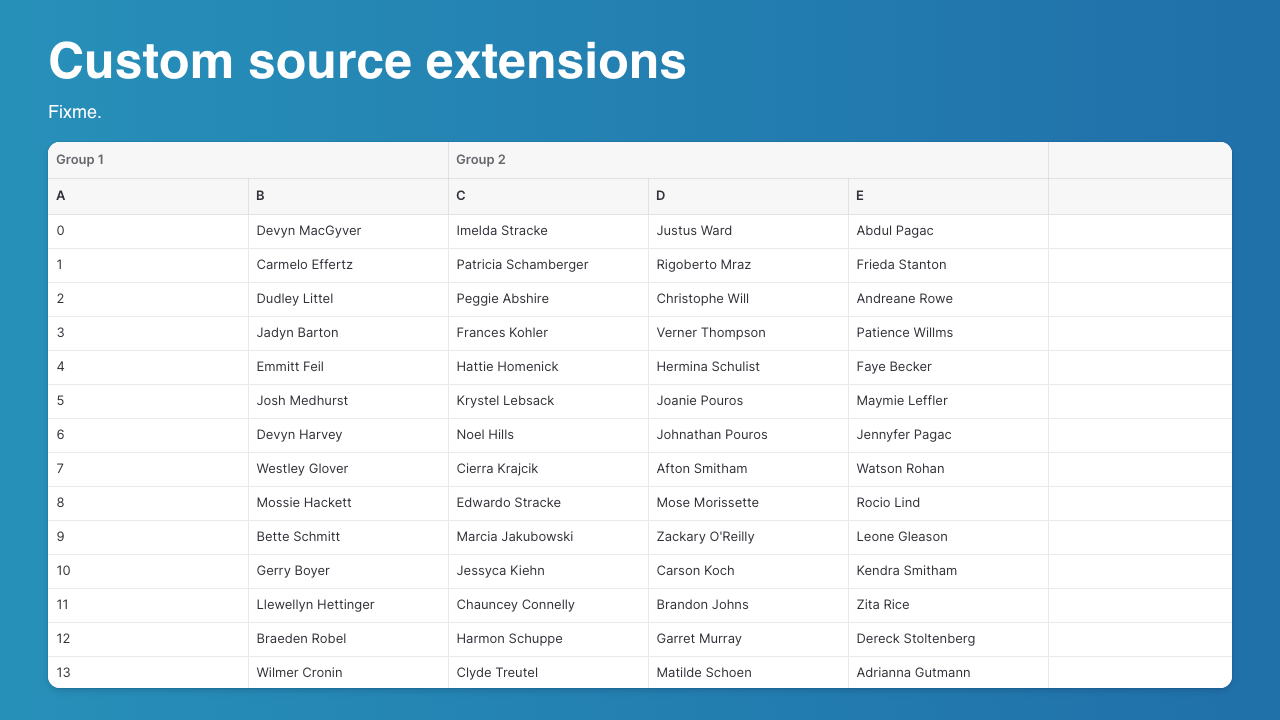 Custom source extensions
Fixme.
Group 1 Group 2
A B C D E
0 Devyn MacGyver Imelda Stracke Justus Ward Abdul Pagac
1 Carmelo Effertz Patricia Schamberger Rigoberto Mraz Frieda Stanton
2 Dudley Littel Peggie Abshire Christophe Will Andreane Rowe
3 Jadyn Barton Frances Kohler Verner Thompson Patience Willms
4 Emmitt Feil Hattie Homenick Hermina Schulist Faye Becker
5 Josh Medhurst Krystel Lebsack Joanie Pouros Maymie Leffler
6 Devyn Harvey Noel Hills Johnathan Pouros Jennyfer Pagac
7 Westley Glover Cierra Krajcik Afton Smitham Watson Rohan
8 Mossie Hackett Edwardo Stracke Mose Morissette Rocio Lind
9 Bette Schmitt Marcia Jakubowski Zackary O'Reilly Leone Gleason
10 Gerry Boyer Jessyca Kiehn Carson Koch Kendra Smitham
11 Llewellyn Hettinger Chauncey Connelly Brandon Johns Zita Rice
12 Braeden Robel Harmon Schuppe Garret Murray Dereck Stoltenberg
13 Wilmer Cronin Clyde Treutel Matilde Schoen Adrianna Gutmann